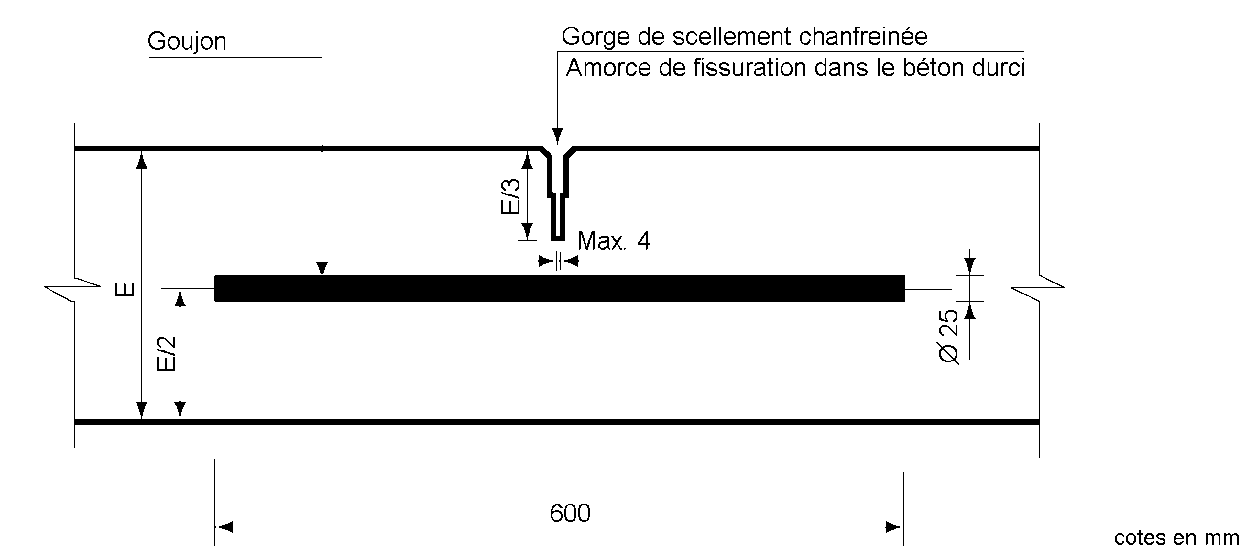 Goujon
Gorge de scellement chanfreinée
Amorce de fissuration dans le béton durci
E/3
Max. 4
E
E/2
Ø 25
600
cotes en mm